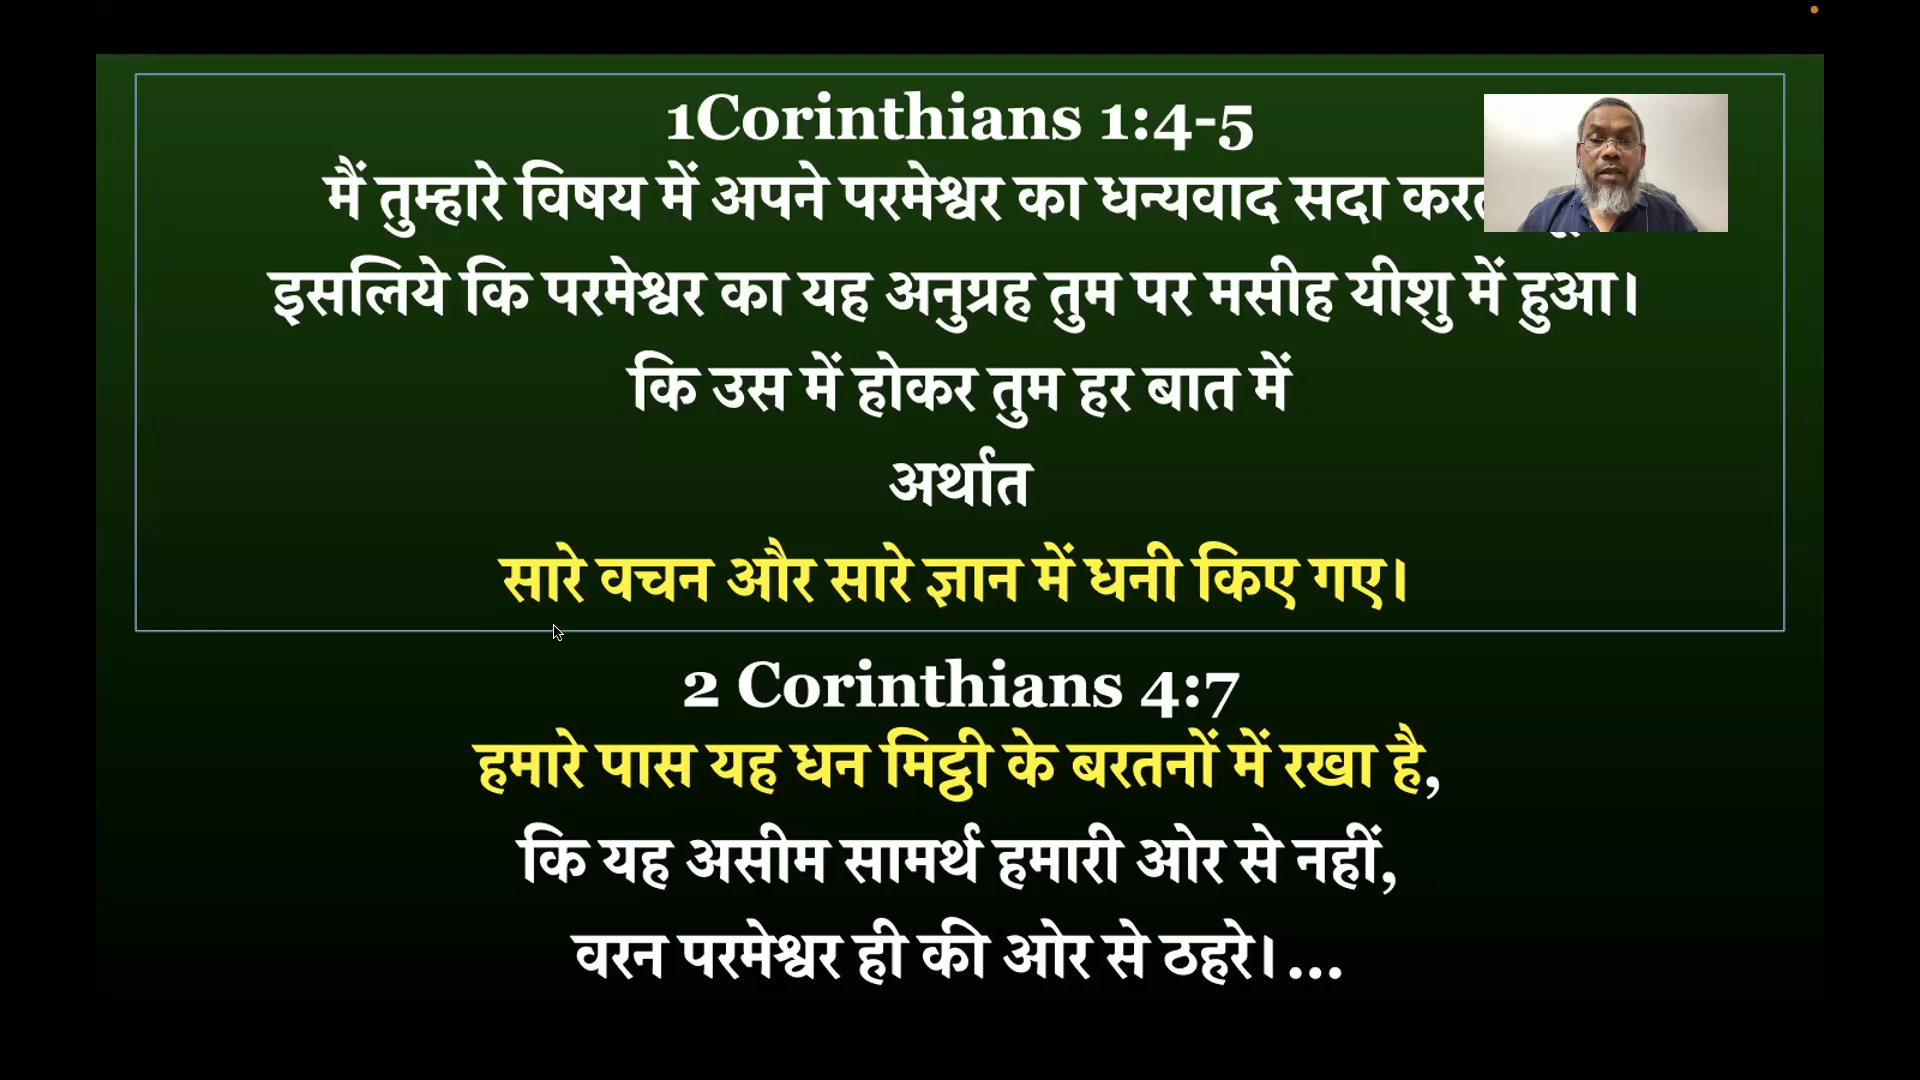 1Corinthians 1:4-5
मैं तुम्हारे विषय में अपने परमेश्वर का धन्यवाद सदा
इसलिये कि परमेश्वर का यह अनुग्रह तुम पर मसीह यीशु में हुआ।
कि उस में होकर तुम हर बात में
अर्थात
सारे वचन और सारे ज्ञान में धनी किए गए।
2 Corinthians 4:7
हमारे पास यह धन मिट्ठी के बरतनों में रखा है,
कि यह असीम सामर्थ हमारी ओर से नहीं,
वरन परमेश्वर ही की ओर से ठहरे। ...